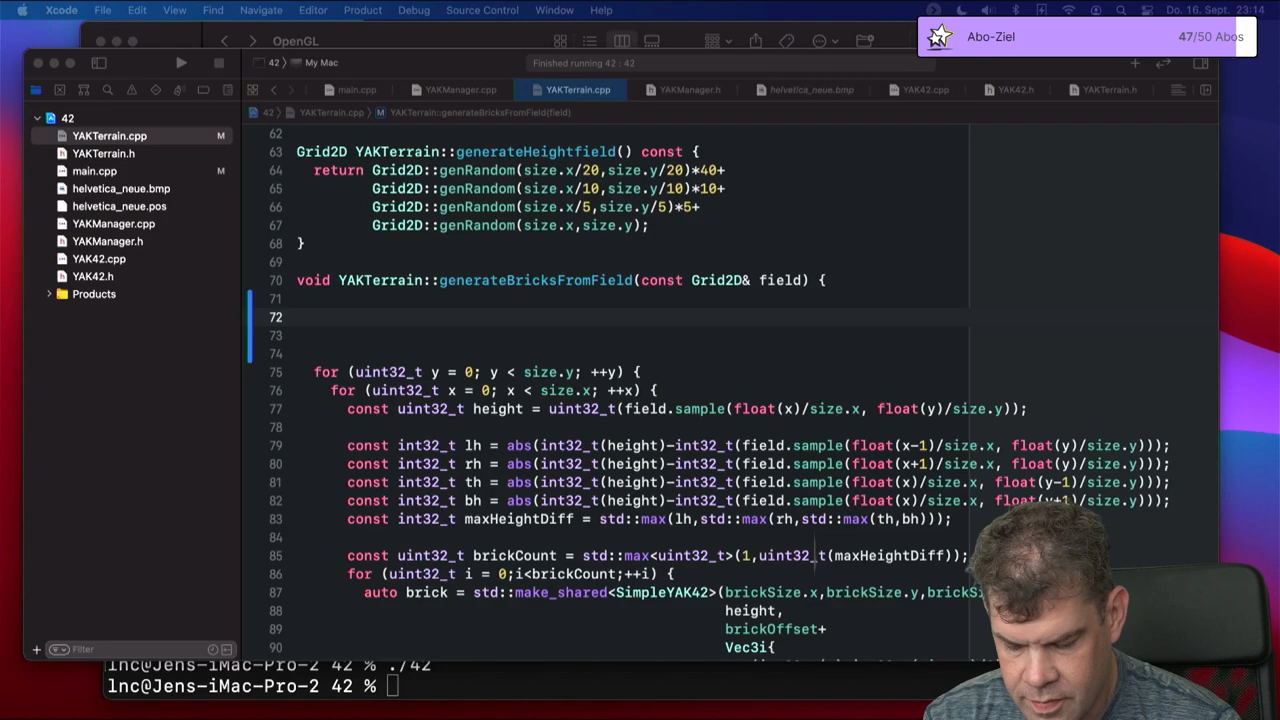 Xcode File Edit View Find Navigate Editor Product Debug Source Control Window Help Do. 16. Sept. 23:14
Abo-Ziel 47/50 Abos
OpenGL
42 My Mac Finished running 42 : 42
main.cpp YAKManager.cpp YAKTerrain.cpp YAKManager.h helvetica_neue.bmp YAK42.cpp YAK42.h YAKTerrain.h
42 YAKTerrain.cpp YAKTerrain::generateBricksFromField(field)
42
YAKTerrain.cpp M
YAKTerrain.h
main.cpp M
helvetica_neue.bmp
helvetica_neue.pos
YAKManager.cpp
YAKManager.h
YAK42.cpp
YAK42.h
Products
Filter
62
63 Grid2D YAKTerrain::generateHeightfield() const {
64 return Grid2D::genRandom(size.x/20,size.y/20)*40+
65 Grid2D::genRandom(size.x/10,size.y/10)*10+
66 Grid2D::genRandom(size.x/5,size.y/5)*5+
67 Grid2D::genRandom(size.x,size.y);
68 }
69
70 void YAKTerrain::generateBricksFromField(const Grid2D& field) {
71
72
73
74
75 for (uint32_t y = 0; y < size.y; ++y) {
76 for (uint32_t x = 0; x < size.x; ++x) {
77 const uint32_t height = uint32_t(field.sample(float(x)/size.x, float(y)/size.y));
78
79 const int32_t lh = abs(int32_t(height)-int32_t(field.sample(float(x-1)/size.x, float(y)/size.y)));
80 const int32_t rh = abs(int32_t(height)-int32_t(field.sample(float(x+1)/size.x, float(y)/size.y)));
81 const int32_t th = abs(int32_t(height)-int32_t(field.sample(float(x)/size.x, float(y-1)/size.y)));
82 const int32_t bh = abs(int32_t(height)-int32_t(field.sample(float(x)/size.x, float(y+1)/size.y)));
83 const int32_t maxHeightDiff = std::max(lh,std::max(rh,std::max(th,bh)));
84
85 const uint32_t brickCount = std::max<uint32_t>(1,uint32_t(maxHeightDiff));
86 for (uint32_t i = 0;i<brickCount;++i) {
87 auto brick = std::make_shared<SimpleYAK42>(brickSize.x,brickSize.y,brickSi
88 height,
89 brickOffset+
90 Vec3i{
lnc@Jens-iMac-Pro-2 42 % ./42
lnc@Jens-iMac-Pro-2 42 %